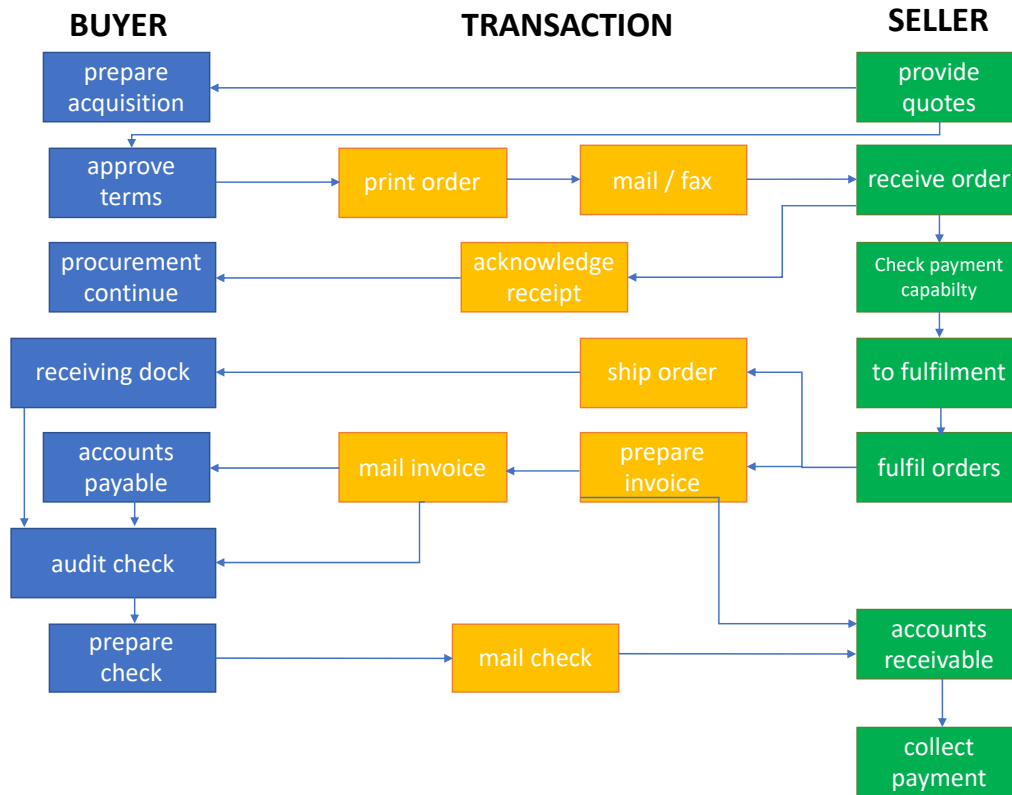 BUYER
TRANSACTION
SELLER
prepare
acquisition
provide
quotes
approve
terms
print order
mail / fax
receive order
procurement
continue
acknowledge
receipt
Check payment
capabilty
receiving dock
ship order
to fulfilment
accounts
payable
mail invoice
prepare
invoice
fulfil orders
audit check
prepare
check
mail check
accounts
receivable
collect
payment